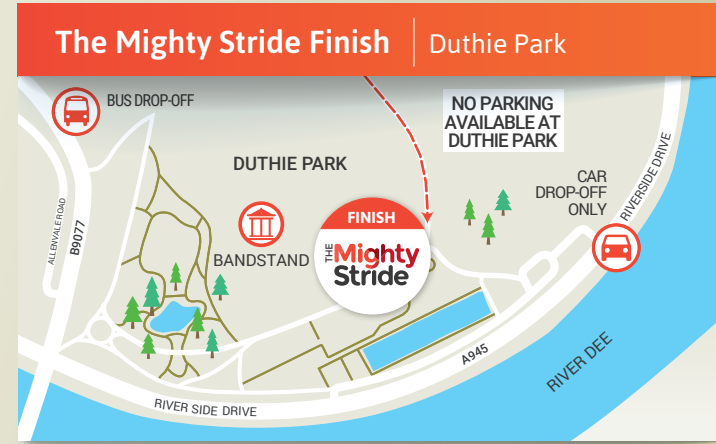 The Mighty Stride Finish
Duthie Park
BUS DROP-OFF
NO PARKING
AVAILABLE AT
DUTHIE PARK
DUTHIE PARK
CAR
DROP-OFF
ONLY
RIVERSIDE DRIVE
ALLENVALE ROAD
B9077
BANDSTAND
FINISH
THE Mighty
Stride
A945
RIVER DEE
RIVER SIDE DRIVE